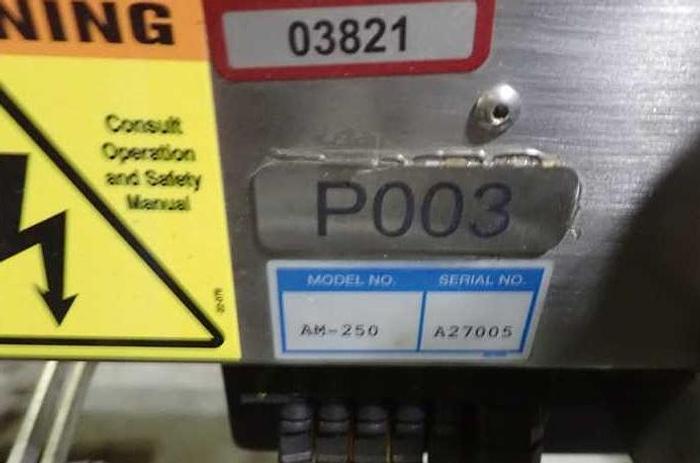 NING
03821
Consult
Operation
and Safety
Manual
P003
MODEL NO. SERIAL NO.
AM-250 A27005